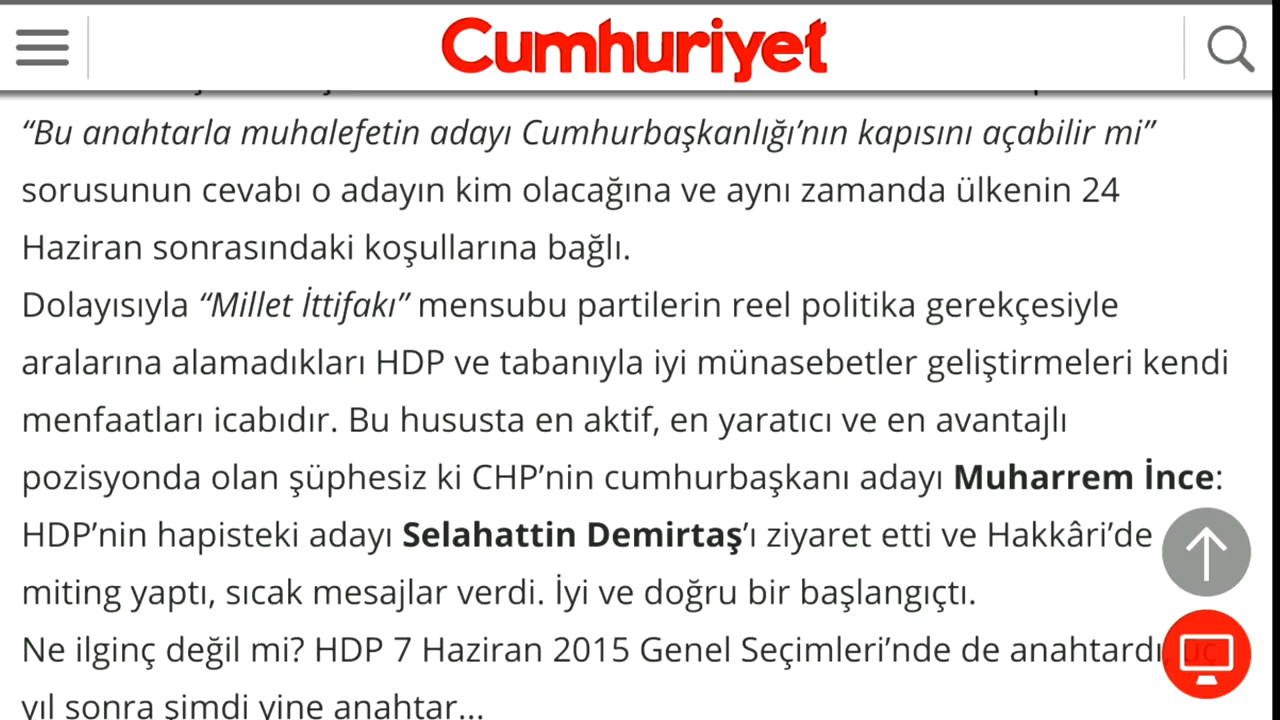 Cumhuriyet
“Bu anahtarla muhalefetin adayı Cumhurbaşkanlığı’nın kapısını açabilir mi”
sorusunun cevabı o adayın kim olacağına ve aynı zamanda ülkenin 24
Haziran sonrasındaki koşullarına bağlı.
Dolayısıyla “Millet İttifakı” mensubu partilerin reel politika gerekçesiyle
aralarına alamadıkları HDP ve tabanıyla iyi münasebetler geliştirmeleri kendi
menfaatları icabıdır. Bu hususta en aktif, en yaratıcı ve en avantajlı
pozisyonda olan şüphesiz ki CHP’nin cumhurbaşkanı adayı Muharrem İnce:
HDP’nin hapisteki adayı Selahattin Demirtaş’ı ziyaret etti ve Hakkâri’de
miting yaptı, sıcak mesajlar verdi. İyi ve doğru bir başlangıçtı.
Ne ilginç değil mi? HDP 7 Haziran 2015 Genel Seçimleri’nde de anahtardı,
yıl sonra şimdi yine anahtar...